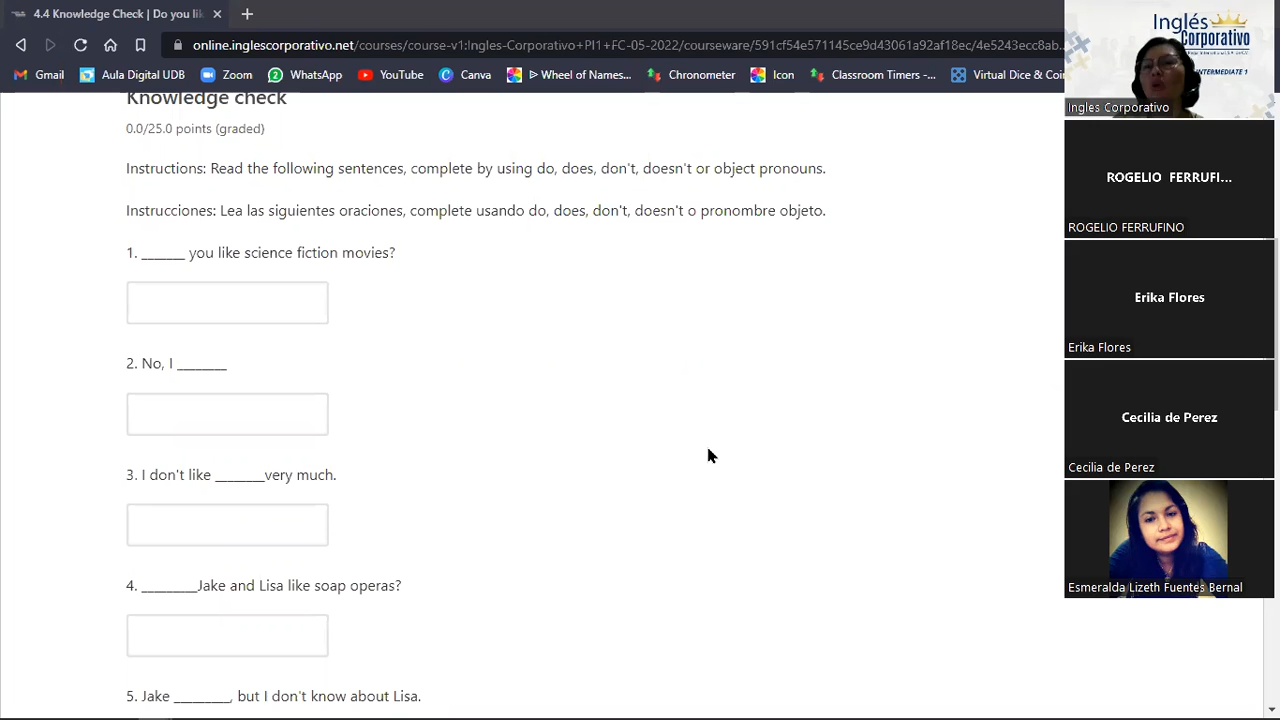 4.4 Knowledge Check | Do you lik
online.inglescorporativo.net/courses/course-v1:Ingles-Corporativo+PI1+FC-05-2022/courseware/591cf54e571145ce9d43061a92af18ec/4e5243ecc8ab...
Gmail Aula Digital UDB Zoom WhatsApp YouTube Canva ᐅ Wheel of Names... Chronometer Icon Classroom Timers -... Virtual Dice & Coin
Knowledge check
0.0/25.0 points (graded)
Instructions: Read the following sentences, complete by using do, does, don't, doesn't or object pronouns.
Instrucciones: Lea las siguientes oraciones, complete usando do, does, don't, doesn't o pronombre objeto.
1. _______ you like science fiction movies?
2. No, I ________
3. I don't like ________very much.
4. _________Jake and Lisa like soap operas?
5. Jake _________, but I don't know about Lisa.
Inglés
Corporativo
INTERMEDIATE 1
Ingles Corporativo
ROGELIO FERRUFI...
ROGELIO FERRUFINO
Erika Flores
Erika Flores
Cecilia de Perez
Cecilia de Perez
Esmeralda Lizeth Fuentes Bernal